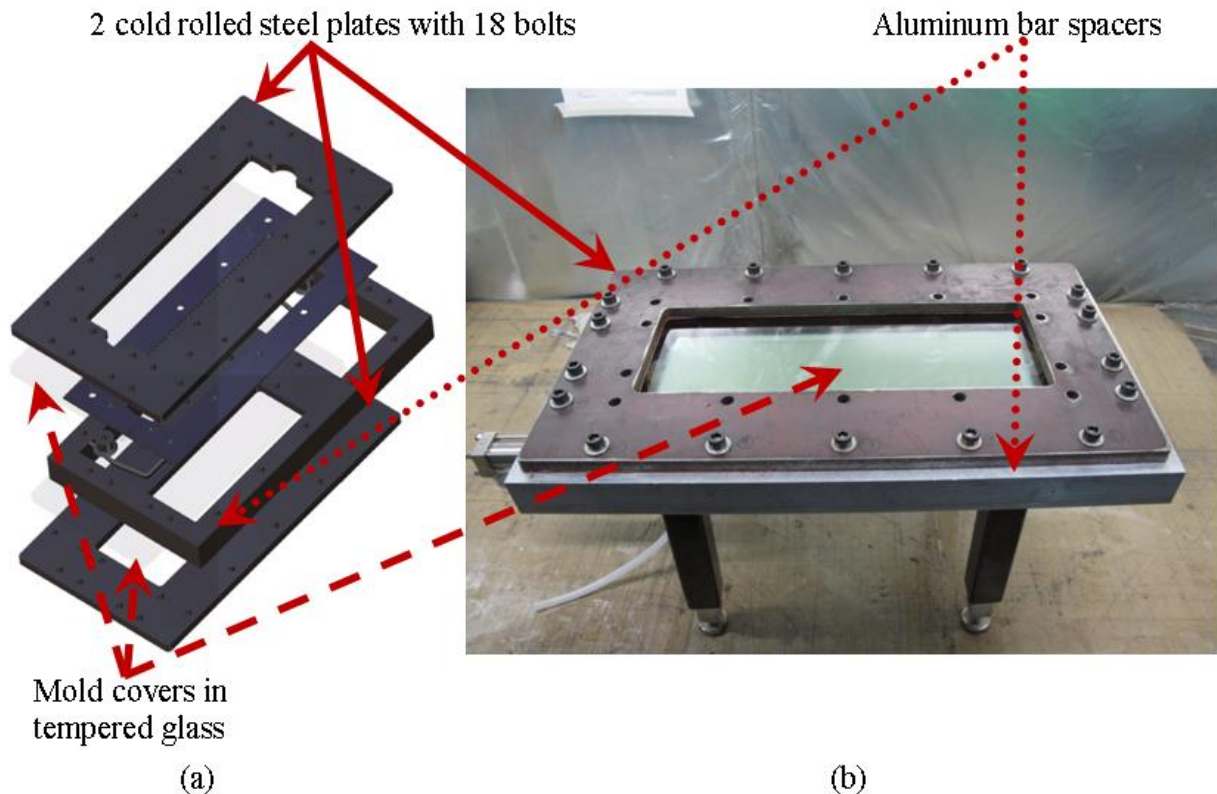 2 cold rolled steel plates with 18 bolts
Aluminum bar spacers
Mold covers in
tempered glass
(a)
(b)